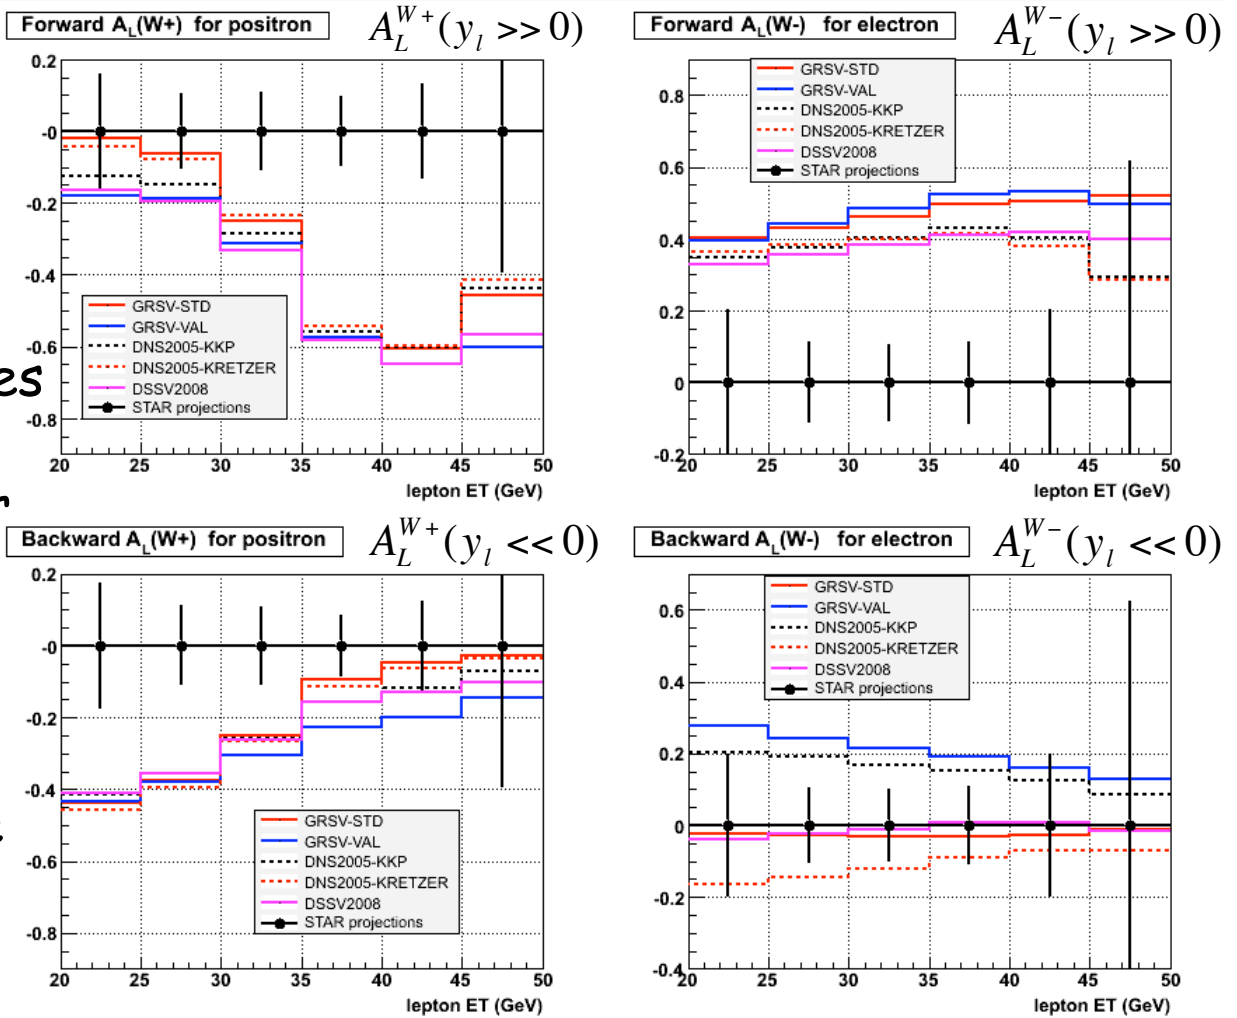 Forward A_L(W+) for positron
A_L^{W+}(y_l >> 0)
0.2
-0
-0.2
-0.4
-0.6
-0.8
GRSV-STD
GRSV-VAL
DNS2005-KKP
DNS2005-KRETZER
DSSV2008
STAR projections
20 25 30 35 40 45 50
lepton ET (GeV)
Forward A_L(W-) for electron
A_L^{W-}(y_l >> 0)
0.8
0.6
0.4
0.2
0
-0.2
GRSV-STD
GRSV-VAL
DNS2005-KKP
DNS2005-KRETZER
DSSV2008
STAR projections
20 25 30 35 40 45 50
lepton ET (GeV)
es
Backward A_L(W+) for positron
A_L^{W+}(y_l << 0)
0.2
-0
-0.2
-0.4
-0.6
-0.8
GRSV-STD
GRSV-VAL
DNS2005-KKP
DNS2005-KRETZER
DSSV2008
STAR projections
20 25 30 35 40 45 50
lepton ET (GeV)
Backward A_L(W-) for electron
A_L^{W-}(y_l << 0)
0.6
0.4
0.2
0
-0.2
-0.4
GRSV-STD
GRSV-VAL
DNS2005-KKP
DNS2005-KRETZER
DSSV2008
STAR projections
20 25 30 35 40 45 50
lepton ET (GeV)